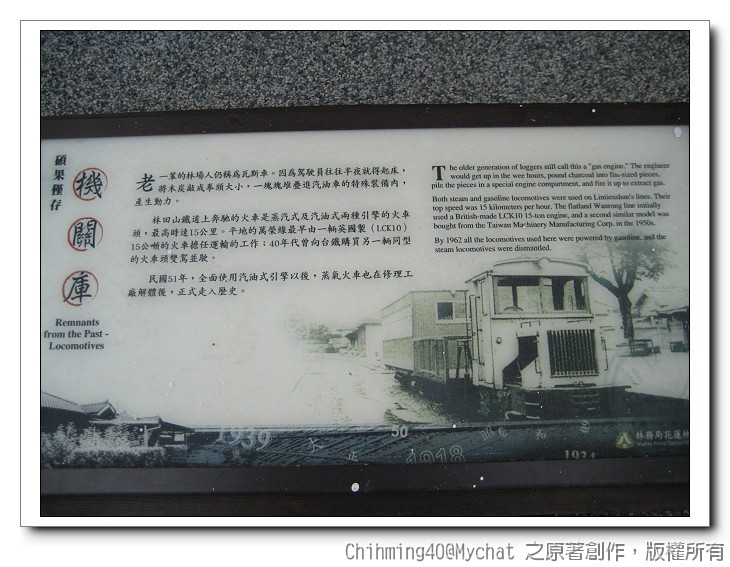 碩果僅存
機
關
庫
Remnants
from the Past -
Locomotives
老一輩的林場人仍稱為瓦斯車。因為駕駛員往往半夜就得起床，
將木炭敲成拳頭大小，一塊塊堆疊進汽油車的特殊裝備內，
產生動力。
林田山鐵道上奔馳的火車是蒸汽式及汽油式兩種引擎的火車
頭，最高時速15公里。平地的萬榮線最早由一輛英國製（LCK10）
15公噸的火車擔任運輸的工作；40年代曾向台鐵購買另一輛同型
的火車頭雙駕並駛。
民國51年，全面使用汽油式引擎以後，蒸氣火車也在修理工
廠解體後，正式走入歷史。
The older generation of loggers still call this a "gas engine." The engineer
would get up in the wee hours, pound charcoal into fits-sized pieces,
pile the pieces in a special engine compartment, and fire it up to extract gas.
Both steam and gasoline locomotives were used on Lintienshan's lines. Their
top speed was 15 kilometers per hour. The flatland Wanrong line initially
used a British-made LCK10 15-ton engine, and a second similar model was
bought from the Taiwan Machinery Manufacturing Corp. in the 1950s.
By 1962 all the locomotives used here were powered by gasoline, and the
steam locomotives were dismantled.
1939
大正
50
昭和
1918
1934
林務局花蓮林
Chihming40@Mychat 之原著創作，版權所有